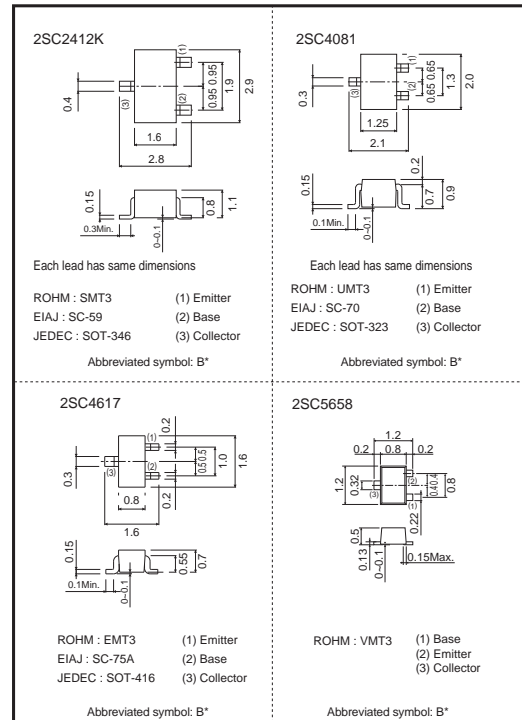 2SC2412K
(1)
(2)
(3)
0.4
0.95 0.95
1.9
2.9
1.6
2.8
0.15
0.3Min.
0~0.1
0.8
1.1
Each lead has same dimensions
ROHM : SMT3 (1) Emitter
EIAJ : SC-59 (2) Base
JEDEC : SOT-346 (3) Collector
Abbreviated symbol: B*
2SC4081
(1)
(2)
(3)
0.3
0.65 0.65
1.3
2.0
1.25
2.1
0.2
0.15
0.1Min.
0~0.1
0.7
0.9
Each lead has same dimensions
ROHM : UMT3 (1) Emitter
EIAJ : SC-70 (2) Base
JEDEC : SOT-323 (3) Collector
Abbreviated symbol: B*
2SC4617
0.2
(1)
(2)
(3)
0.3
0.5 0.5
1.0
1.6
0.8
0.2
1.6
0.15
0.1Min.
0~0.1
0.55
0.7
ROHM : EMT3 (1) Emitter
EIAJ : SC-75A (2) Base
JEDEC : SOT-416 (3) Collector
Abbreviated symbol: B*
2SC5658
1.2
0.2 0.8 0.2
1.2
0.32
(3)
(2)
(1)
0.4 0.4
0.8
0.22
0.5
0.13
0~0.1
0.15Max.
ROHM : VMT3 (1) Base
(2) Emitter
(3) Collector
Abbreviated symbol: B*